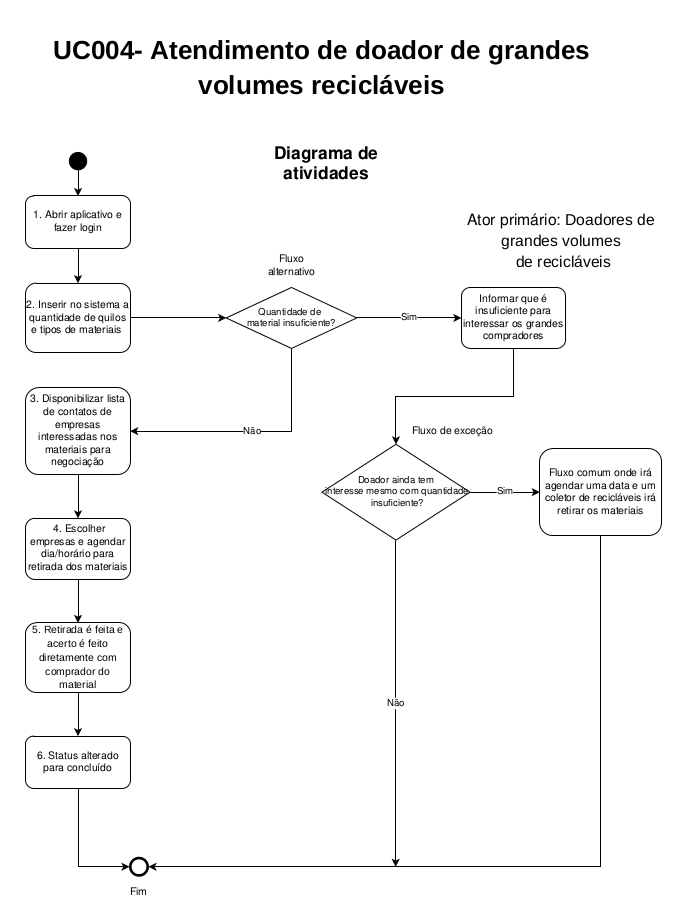 UC004- Atendimento de doador de grandes
volumes recicláveis
Diagrama de
atividades
Ator primário: Doadores de
grandes volumes
de recicláveis
1. Abrir aplicativo e
fazer login
2. Inserir no sistema a
quantidade de quilos
e tipos de materiais
Fluxo
alternativo
Quantidade de
material insuficiente?
Sim
Informar que é
insuficiente para
interessar os grandes
compradores
Não
3. Disponibilizar lista
de contatos de
empresas
interessadas nos
materiais para
negociação
Fluxo de exceção
Doador ainda tem
interesse mesmo com quantidade
insuficiente?
Sim
Fluxo comum onde irá
agendar uma data e um
coletor de recicláveis irá
retirar os materiais
4. Escolher
empresas e agendar
dia/horário para
retirada dos materiais
5. Retirada é feita e
acerto é feito
diretamente com
comprador do
material
Não
6. Status alterado
para concluído
Fim